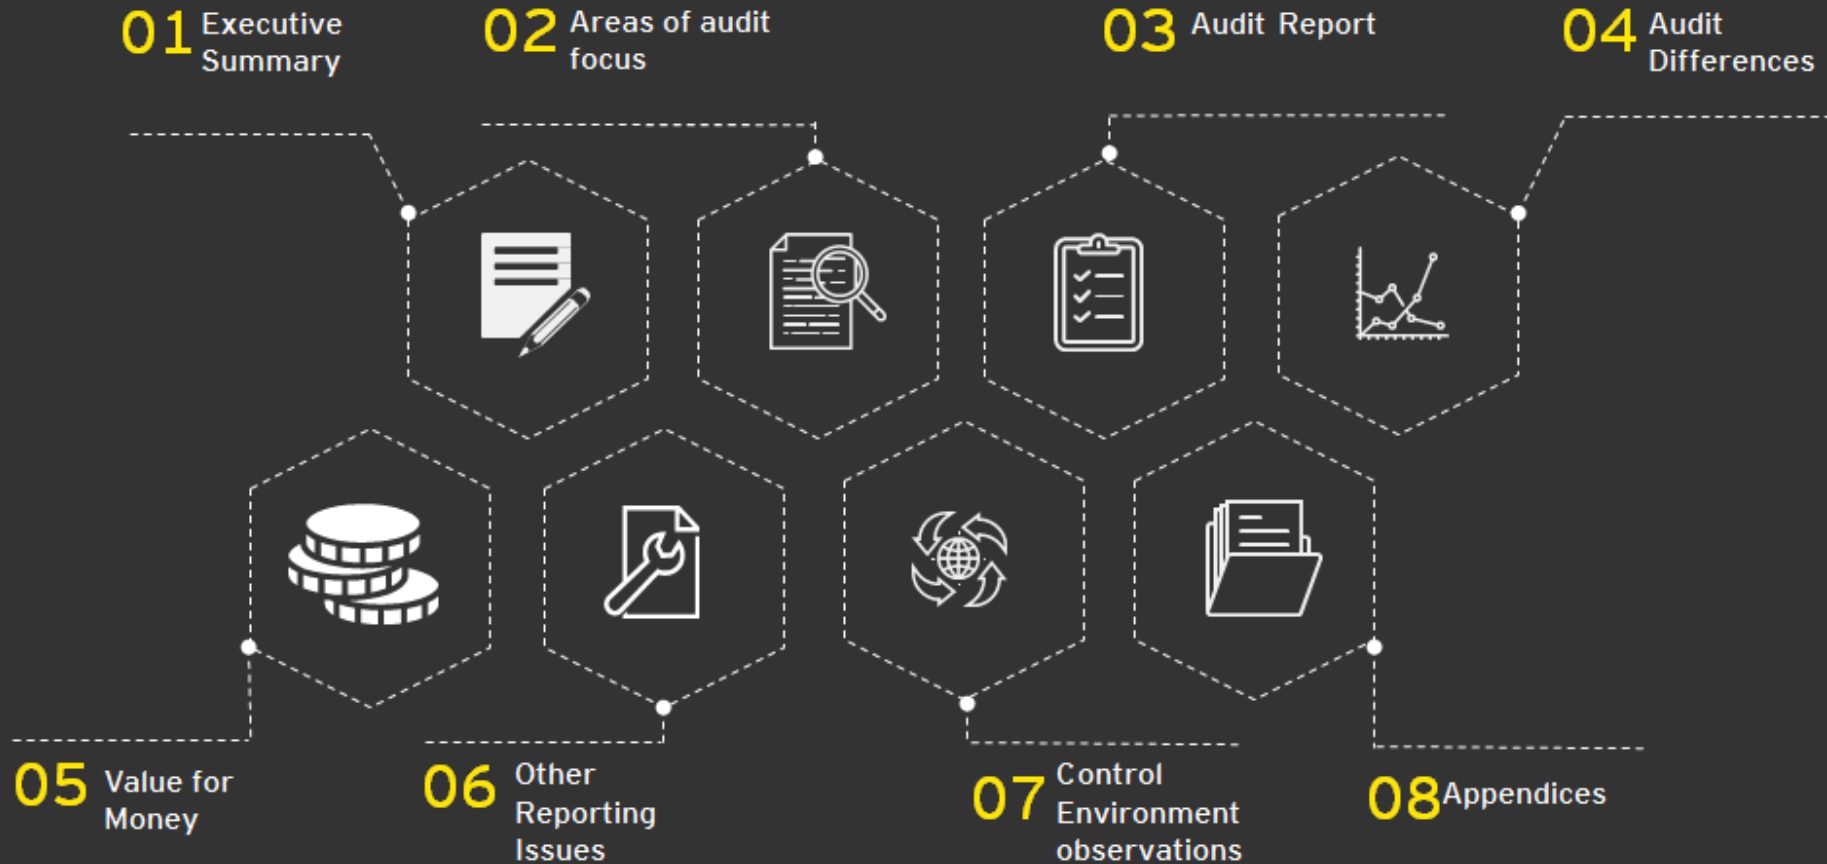 01 Executive
Summary
02 Areas of audit
focus
03 Audit Report
04 Audit
Differences
05 Value for
Money
06 Other
Reporting
Issues
07 Control
Environment
observations
08 Appendices